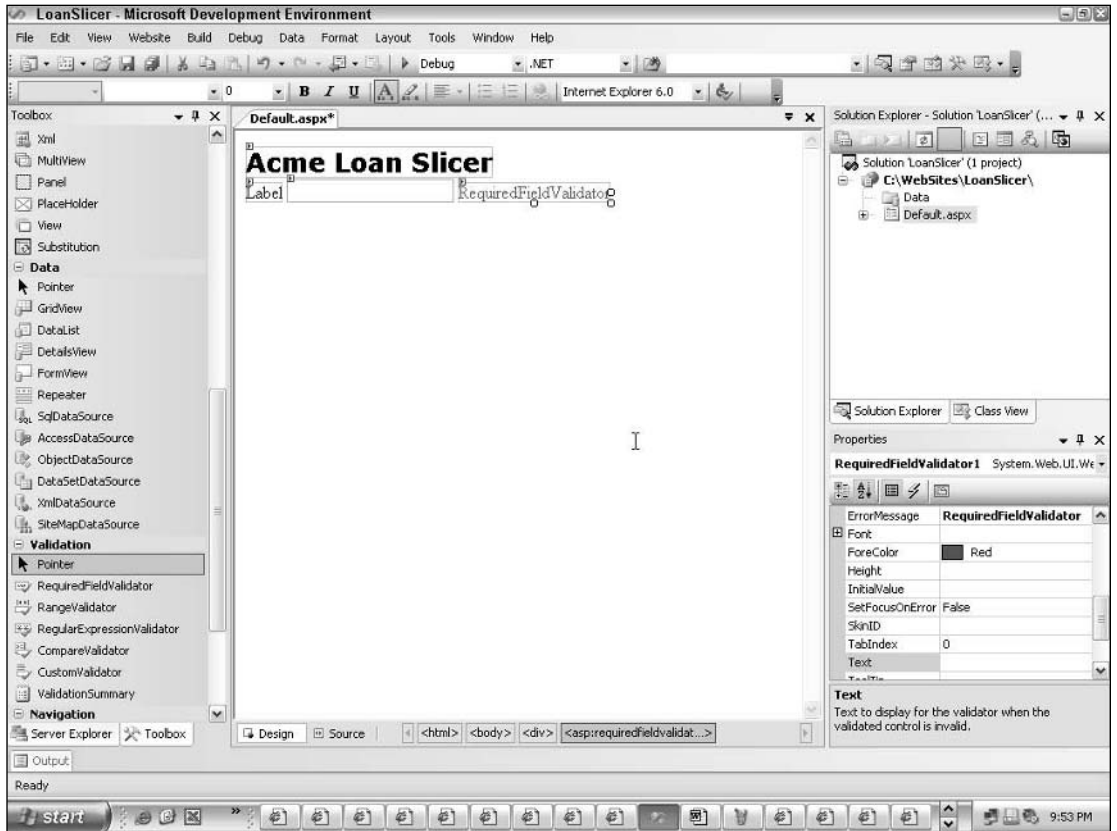 LoanSlicer - Microsoft Development Environment
File Edit View Website Build Debug Data Format Layout Tools Window Help
Debug .NET
0 B I U A Internet Explorer 6.0
Toolbox
Xml
MultiView
Panel
PlaceHolder
View
Substitution
Data
Pointer
GridView
DataList
DetailsView
FormView
Repeater
SqlDataSource
AccessDataSource
ObjectDataSource
DataSetDataSource
XmlDataSource
SiteMapDataSource
Validation
Pointer
RequiredFieldValidator
RangeValidator
RegularExpressionValidator
CompareValidator
CustomValidator
ValidationSummary
Navigation
Server Explorer Toolbox
Default.aspx*
Acme Loan Slicer
Label RequiredFieldValidator
Design Source <html> <body> <div> <asp:requiredfieldvalidat...>
Solution Explorer - Solution 'LoanSlicer' (...
Solution 'LoanSlicer' (1 project)
C:\WebSites\LoanSlicer\
Data
Default.aspx
Solution Explorer Class View
Properties
RequiredFieldValidator1 System.Web.UI.We
ErrorMessage RequiredFieldValidator
Font
ForeColor Red
Height
InitialValue
SetFocusOnError False
SkinID
TabIndex 0
Text
Text
Text to display for the validator when the
validated control is invalid.
Output
Ready
start 9:53 PM